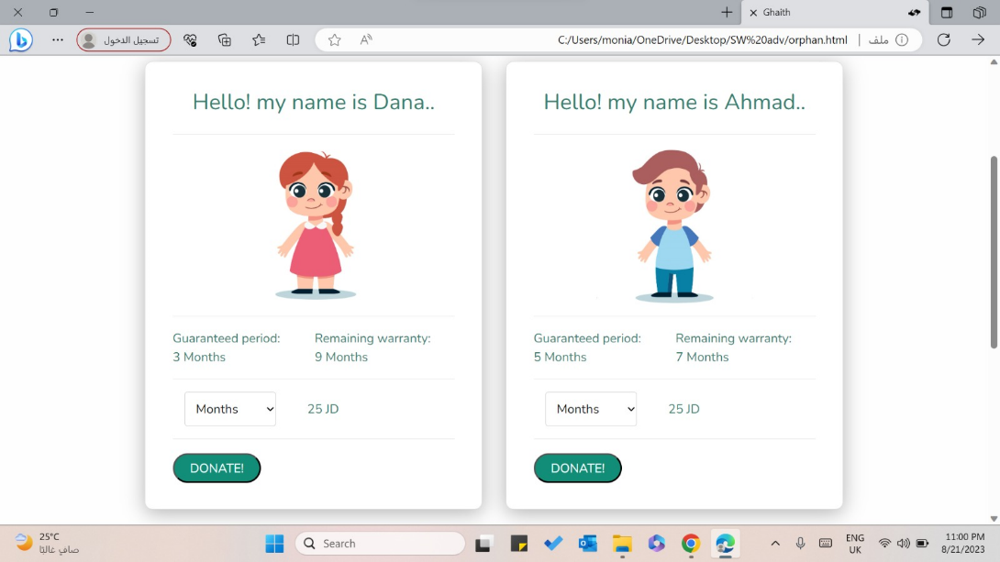 Ghaith
تسجيل الدخول
C:/Users/monia/OneDrive/Desktop/SW%20adv/orphan.html | ملف
Hello! my name is Dana..
Guaranteed period:
3 Months
Remaining warranty:
9 Months
Months
25 JD
DONATE!
Hello! my name is Ahmad..
Guaranteed period:
5 Months
Remaining warranty:
7 Months
Months
25 JD
DONATE!
25°C
صافي غالبًا
Search
ENG
UK
11:00 PM
8/21/2023